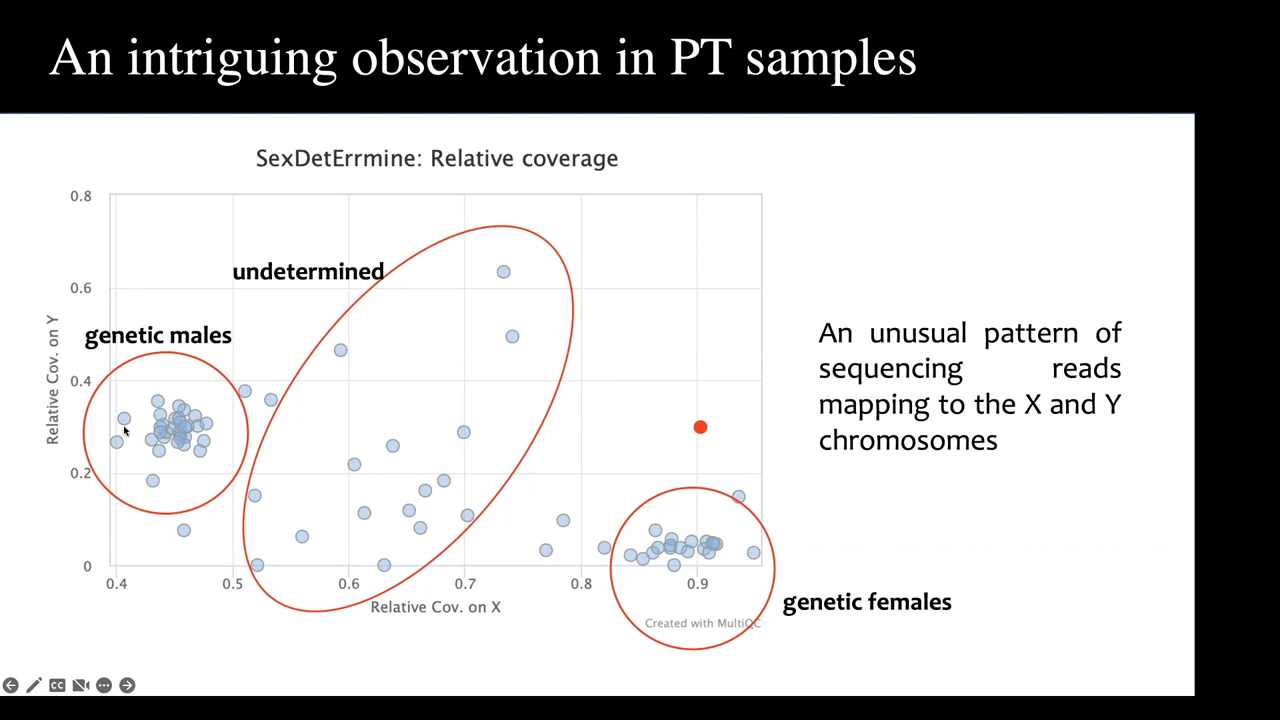 An intriguing observation in PT samples
SexDetErrmine: Relative coverage
0.8
0.6
0.4
0.2
0
Relative Cov. on Y
undetermined
genetic males
An unusual pattern of
sequencing reads
mapping to the X and Y
chromosomes
0.4 0.5 0.6 0.7 0.8 0.9
Relative Cov. on X
genetic females
Created with MultiQC
CC